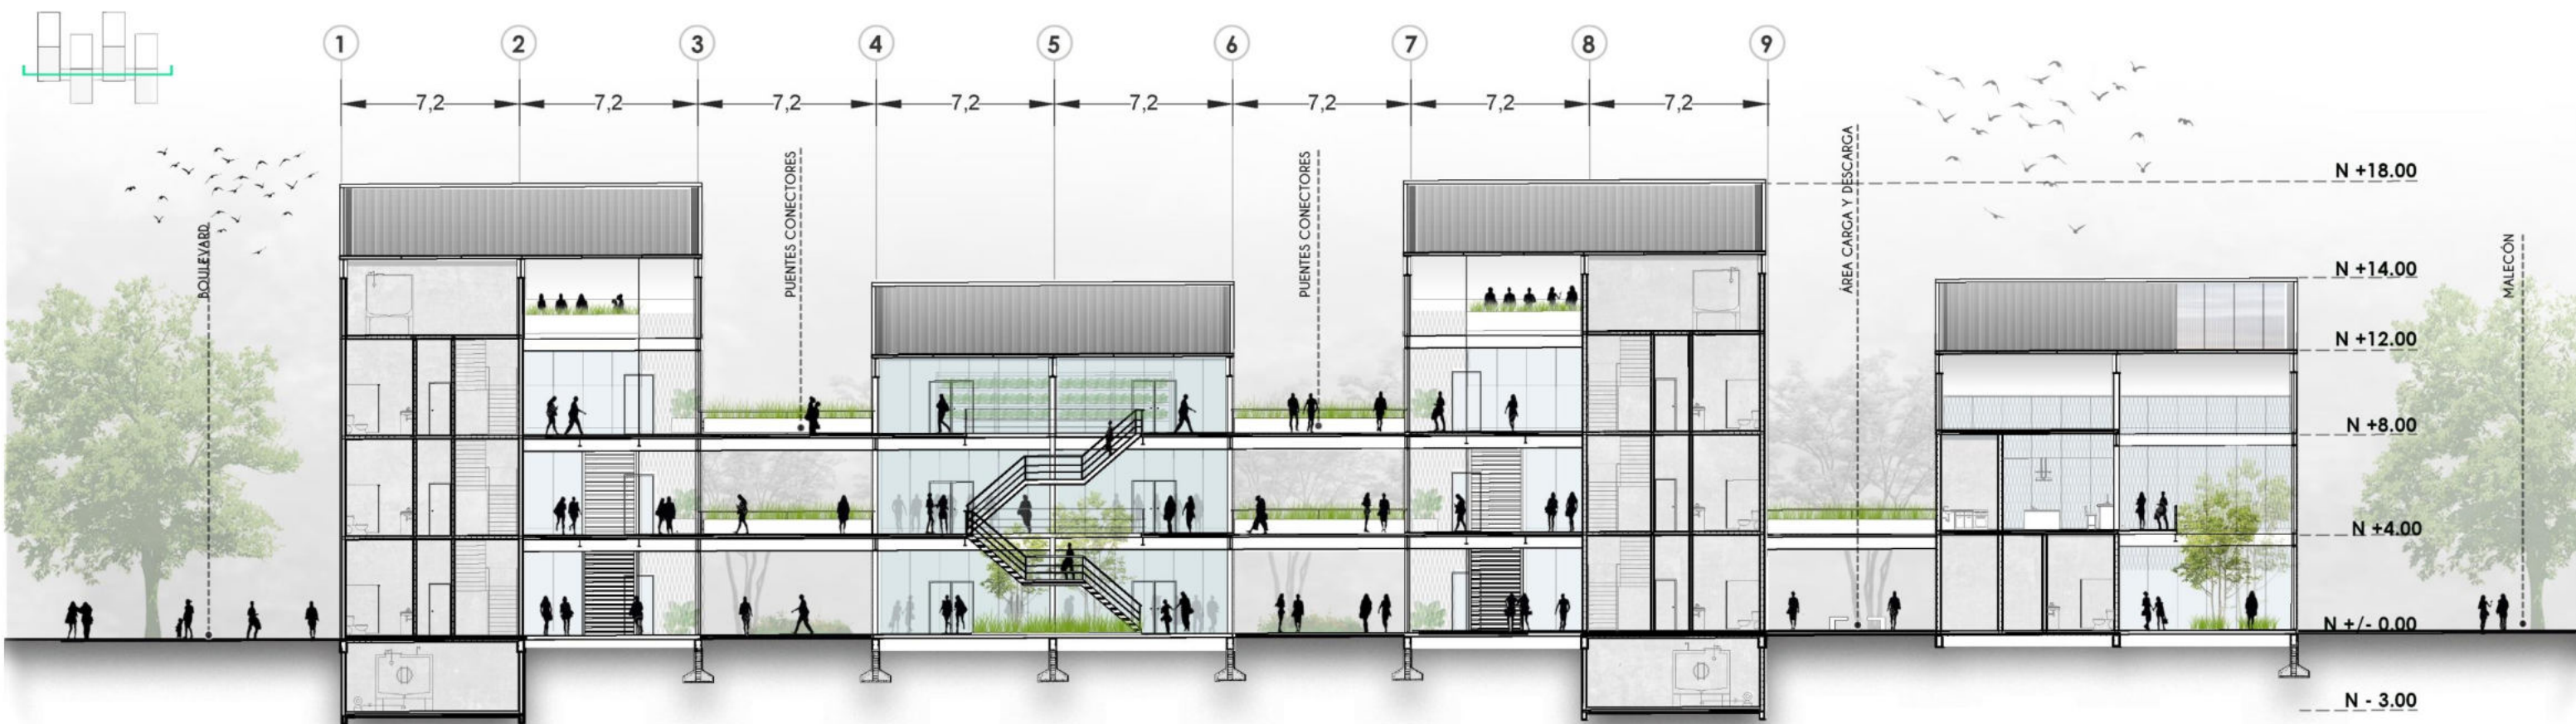 1 2 3 4 5 6 7 8 9
7,2 7,2 7,2 7,2 7,2 7,2 7,2 7,2
BOULEVARD
PUENTES CONECTORES
PUENTES CONECTORES
ÁREA CARGA Y DESCARGA
MALECÓN
N +18.00
N +14.00
N +12.00
N +8.00
N +4.00
N +/- 0.00
N - 3.00